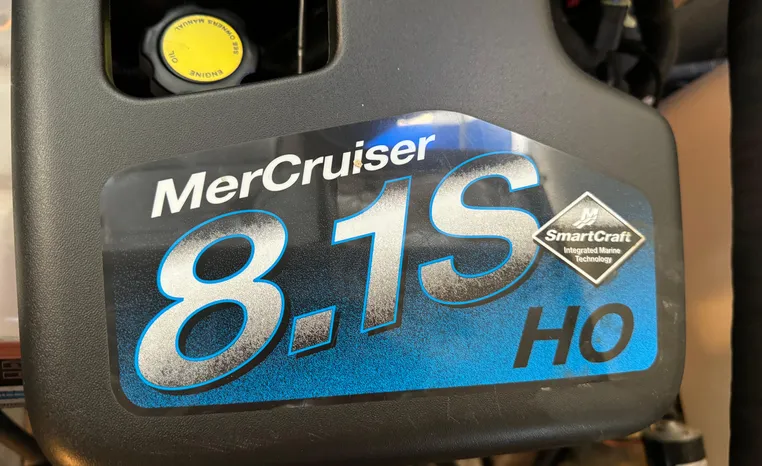 SEE OWNERS MANUAL
ENGINE OIL
MerCruiser
8.1S
M
SmartCraft
Integrated Marine
Technology
HO